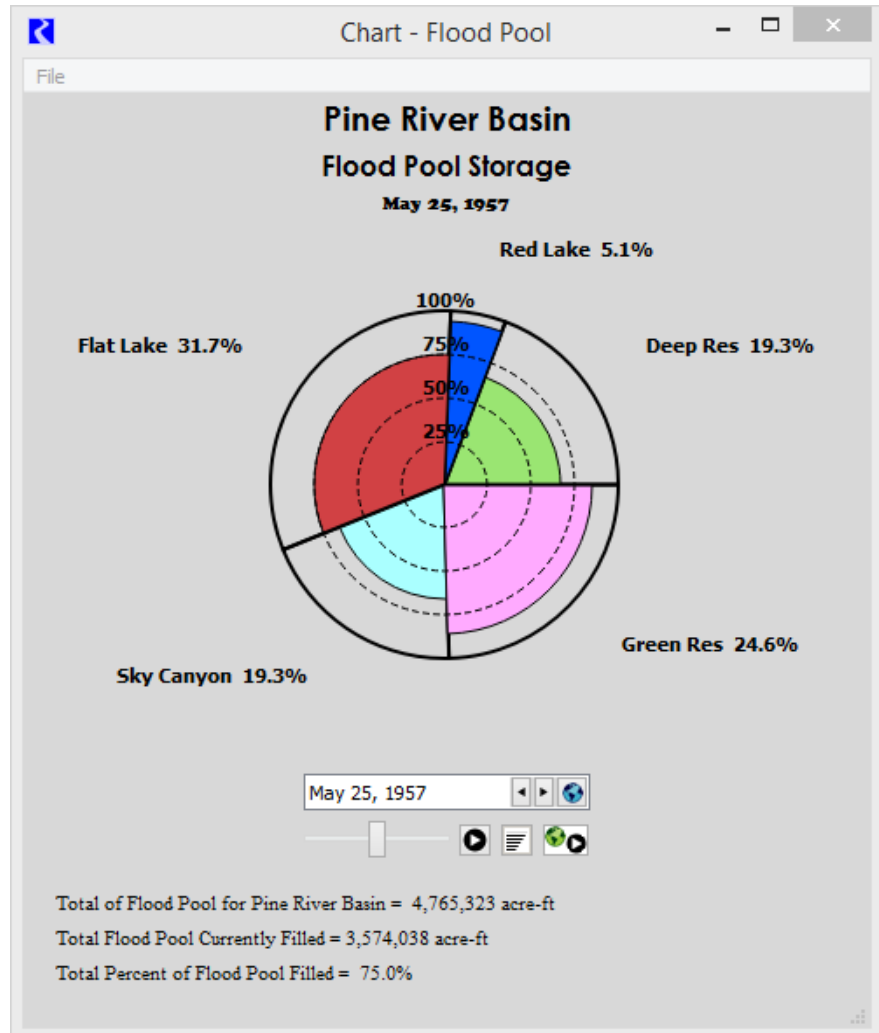 Chart - Flood Pool
File
Pine River Basin
Flood Pool Storage
May 25, 1957
Red Lake 5.1%
100%
Flat Lake 31.7%
75%
Deep Res 19.3%
50%
25%
Green Res 24.6%
Sky Canyon 19.3%
May 25, 1957
Total of Flood Pool for Pine River Basin = 4,765,323 acre-ft
Total Flood Pool Currently Filled = 3,574,038 acre-ft
Total Percent of Flood Pool Filled = 75.0%